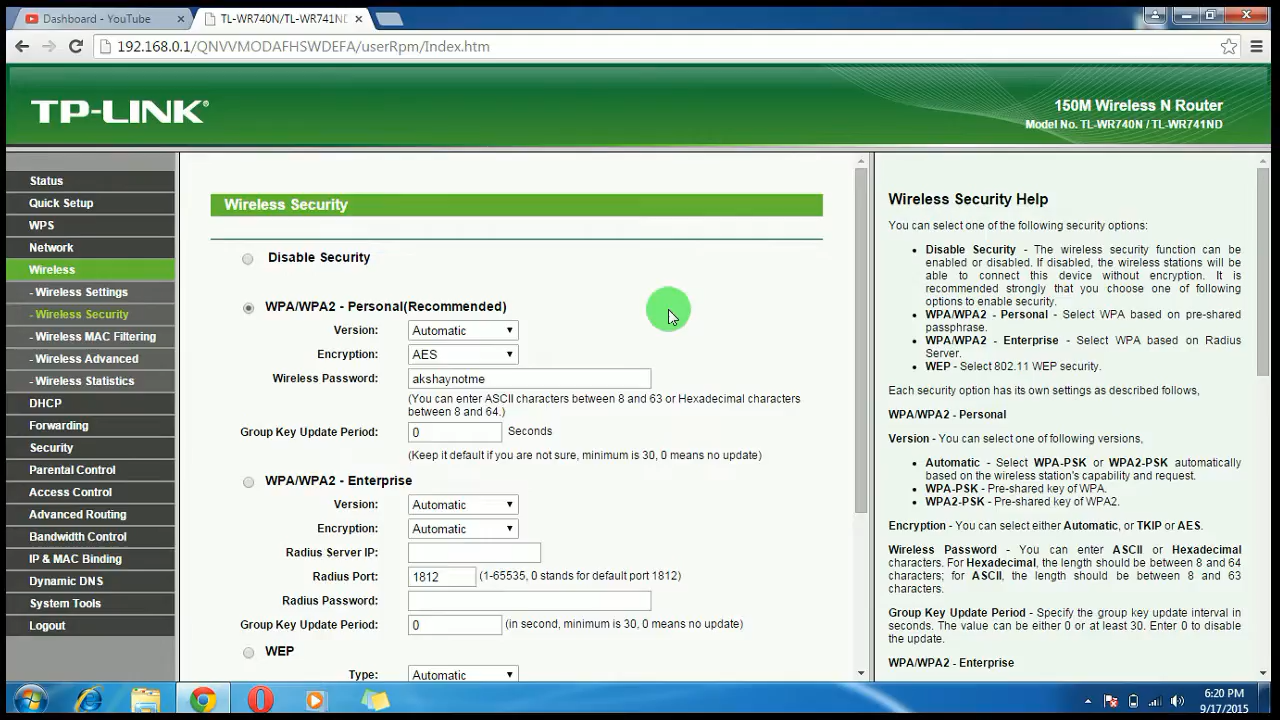 Dashboard - YouTube
TL-WR740N/TL-WR741ND
192.168.0.1/QNVVMODAFHSWDEFA/userRpm/Index.htm
TP-LINK®
150M Wireless N Router
Model No. TL-WR740N / TL-WR741ND
Status
Quick Setup
WPS
Network
Wireless
- Wireless Settings
- Wireless Security
- Wireless MAC Filtering
- Wireless Advanced
- Wireless Statistics
DHCP
Forwarding
Security
Parental Control
Access Control
Advanced Routing
Bandwidth Control
IP & MAC Binding
Dynamic DNS
System Tools
Logout
Wireless Security
Disable Security
WPA/WPA2 - Personal(Recommended)
Version: Automatic
Encryption: AES
Wireless Password: akshaynotme
(You can enter ASCII characters between 8 and 63 or Hexadecimal characters
between 8 and 64.)
Group Key Update Period: 0 Seconds
(Keep it default if you are not sure, minimum is 30, 0 means no update)
WPA/WPA2 - Enterprise
Version: Automatic
Encryption: Automatic
Radius Server IP:
Radius Port: 1812 (1-65535, 0 stands for default port 1812)
Radius Password:
Group Key Update Period: 0 (in second, minimum is 30, 0 means no update)
WEP
Type: Automatic
Wireless Security Help
You can select one of the following security options:
• Disable Security - The wireless security function can be
enabled or disabled. If disabled, the wireless stations will be
able to connect this device without encryption. It is
recommended strongly that you choose one of following
options to enable security.
• WPA/WPA2 - Personal - Select WPA based on pre-shared
passphrase.
• WPA/WPA2 - Enterprise - Select WPA based on Radius
Server.
• WEP - Select 802.11 WEP security.
Each security option has its own settings as described follows,
WPA/WPA2 - Personal
Version - You can select one of following versions,
• Automatic - Select WPA-PSK or WPA2-PSK automatically
based on the wireless station's capability and request.
• WPA-PSK - Pre-shared key of WPA.
• WPA2-PSK - Pre-shared key of WPA2.
Encryption - You can select either Automatic, or TKIP or AES.
Wireless Password - You can enter ASCII or Hexadecimal
characters. For Hexadecimal, the length should be between 8 and 64
characters; for ASCII, the length should be between 8 and 63
characters.
Group Key Update Period - Specify the group key update interval in
seconds. The value can be either 0 or at least 30. Enter 0 to disable
the update.
WPA/WPA2 - Enterprise
6:20 PM
9/17/2015